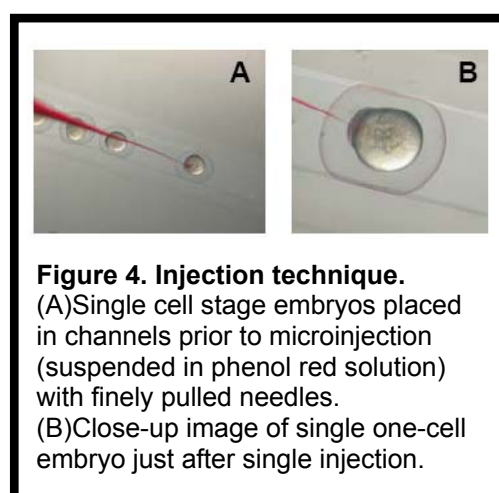 A
B
Figure 4. Injection technique.
(A)Single cell stage embryos placed
in channels prior to microinjection
(suspended in phenol red solution)
with finely pulled needles.
(B)Close-up image of single one-cell
embryo just after single injection.